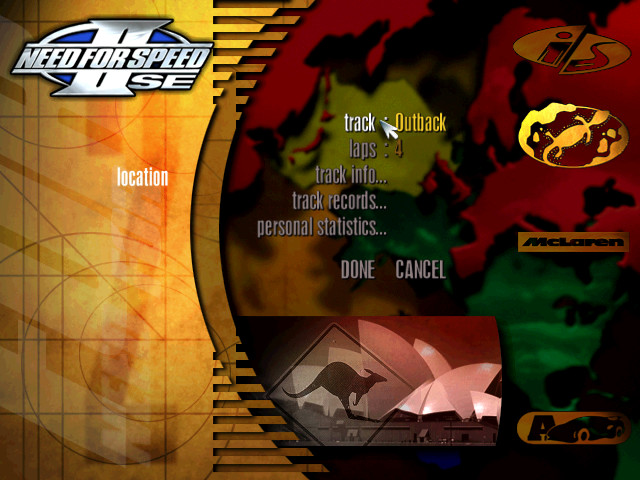 NEED FOR SPEED
II
SE
track : Outback
laps : 4
location
track info...
track records...
personal statistics...
DONE CANCEL
McLaren